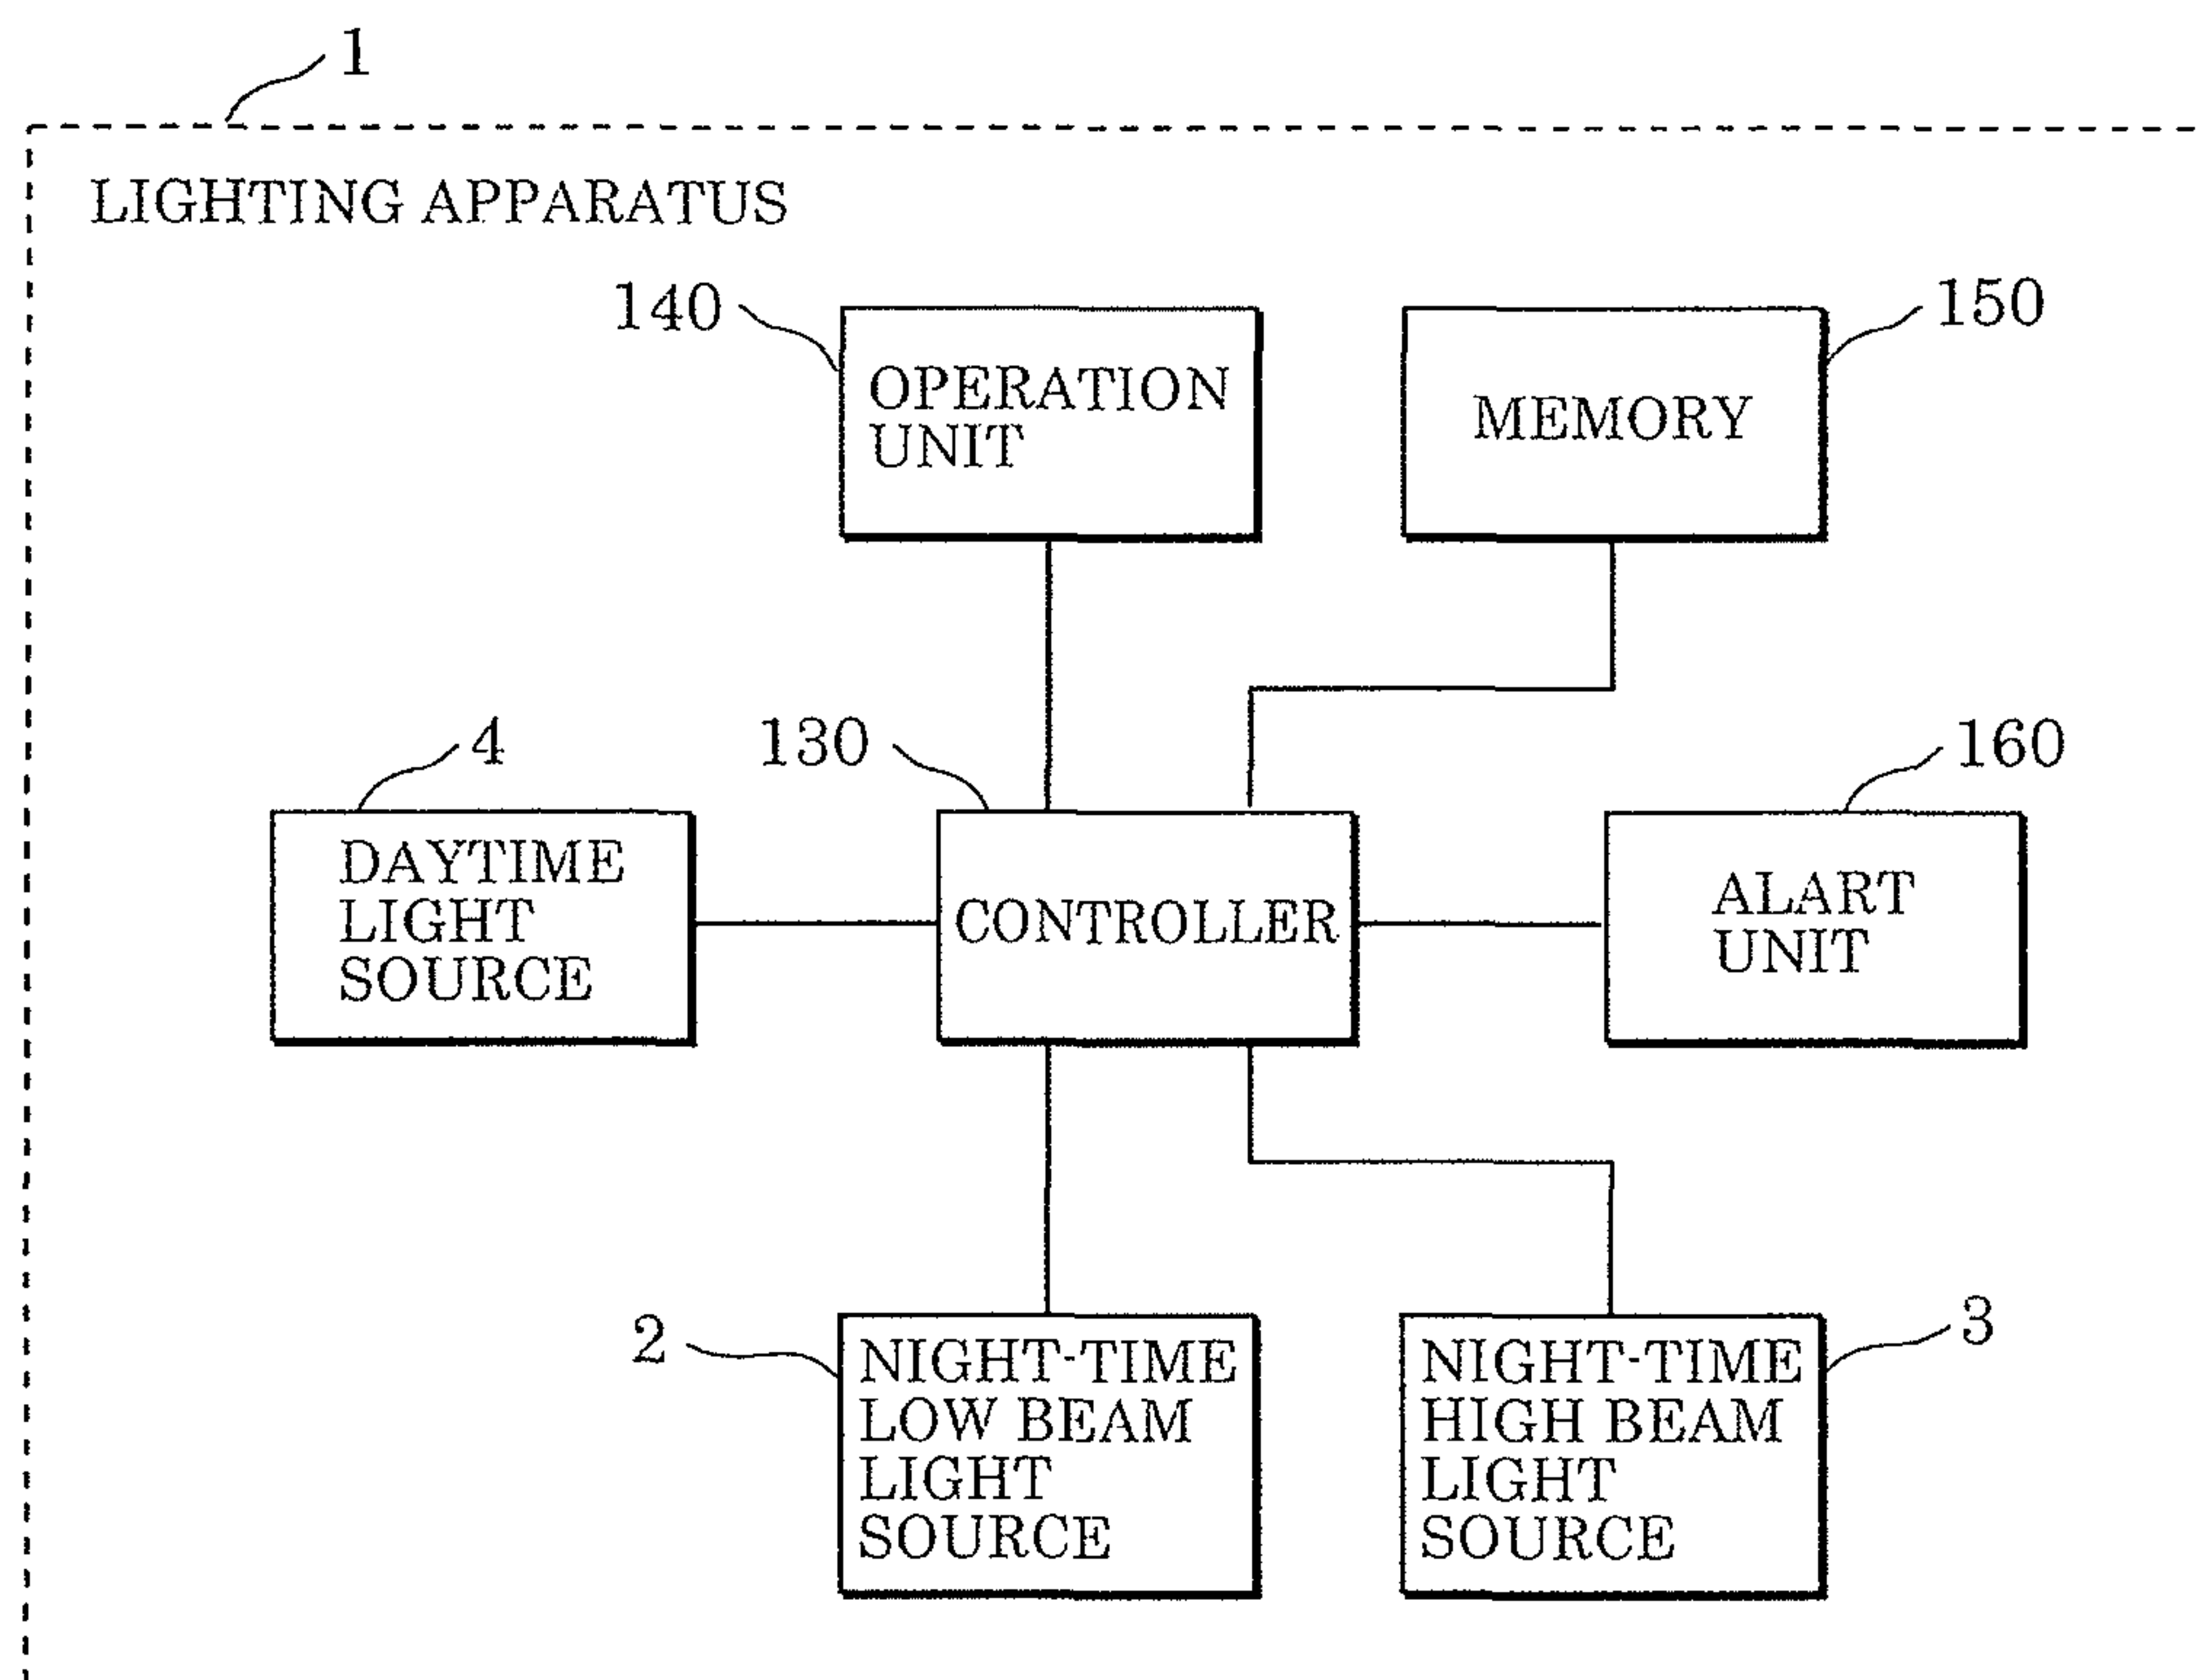 1
LIGHTING APPARATUS
140
OPERATION
UNIT
150
MEMORY
4
DAYTIME
LIGHT
SOURCE
130
CONTROLLER
160
ALART
UNIT
2
NIGHT-TIME
LOW BEAM
LIGHT
SOURCE
3
NIGHT-TIME
HIGH BEAM
LIGHT
SOURCE